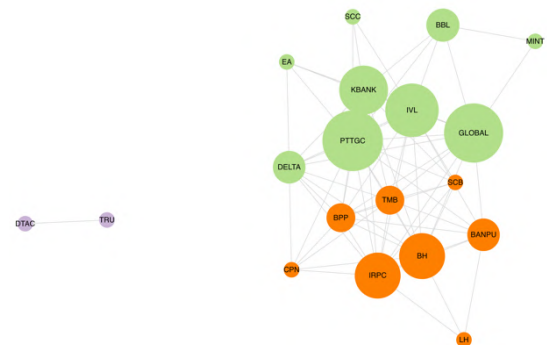 SCC
BBL
MINT
EA
KBANK
IVL
GLOBAL
PTTGC
DELTA
SCB
TMB
BPP
DTAC
TRU
BANPU
BH
CPN
IRPC
LH